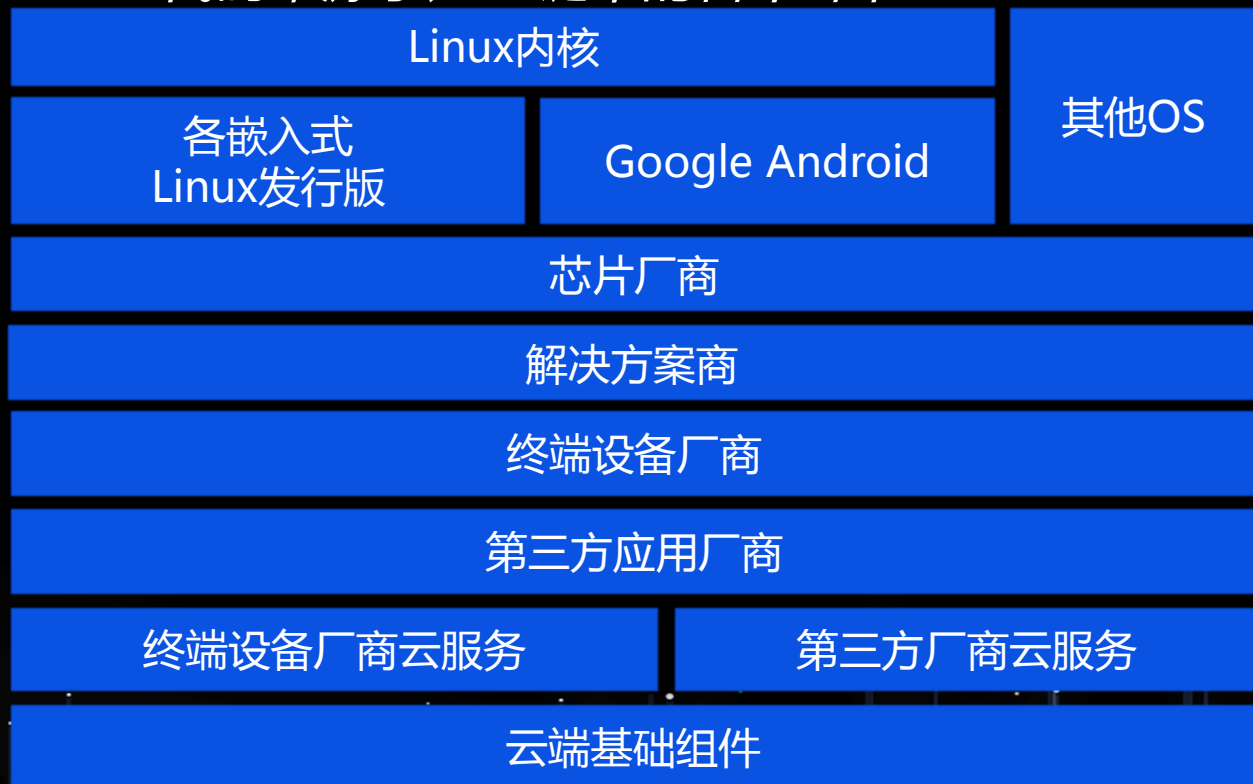 Linux内核
其他OS
各嵌入式
Linux发行版
Google Android
芯片厂商
解决方案商
终端设备厂商
第三方应用厂商
终端设备厂商云服务
第三方厂商云服务
云端基础组件